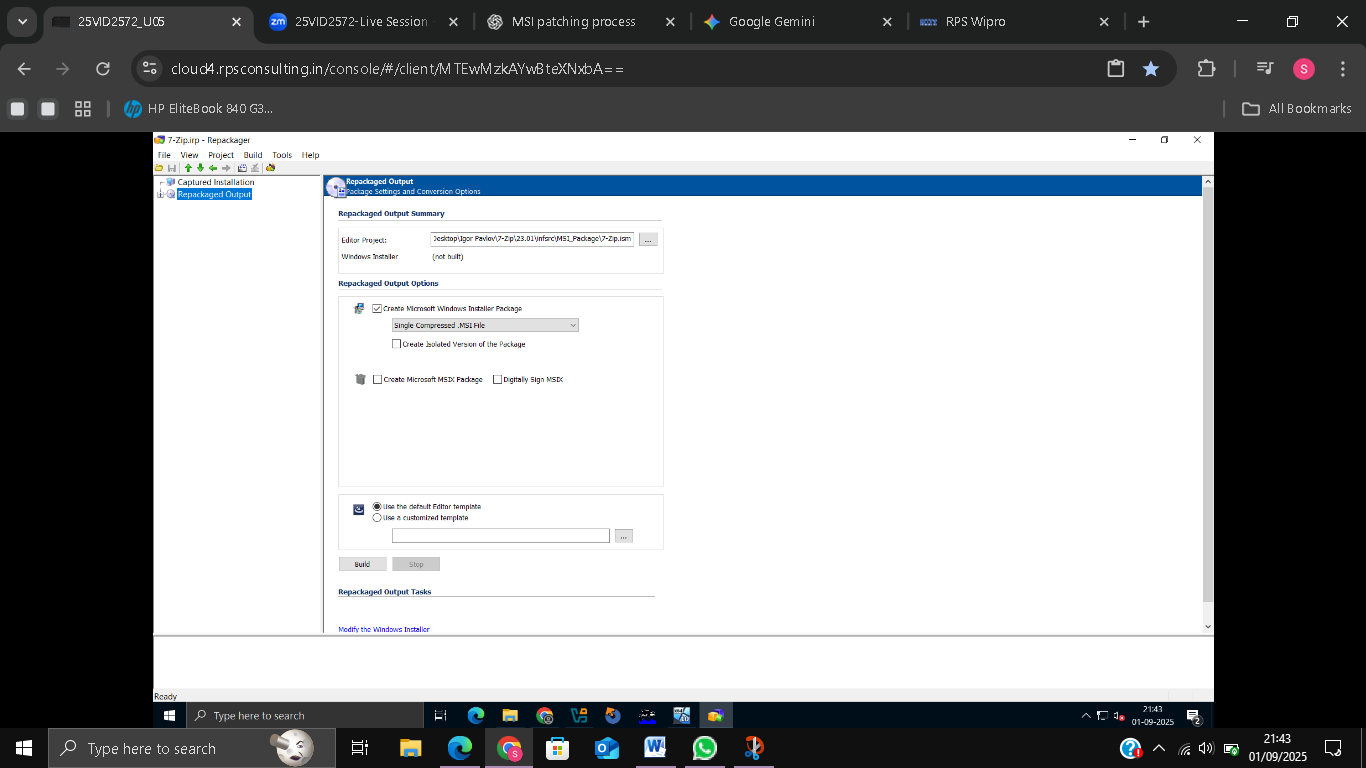 25VID2572_U05
25VID2572-Live Session
MSI patching process
Google Gemini
RPS Wipro
cloud4.rpsconsulting.in/console/#/client/MTEwMzkAYwBteXNxbA==
S
HP EliteBook 840 G3...
All Bookmarks
7-Zip.irp - Repackager
File View Project Build Tools Help
Captured Installation
Repackaged Output
Repackaged Output
Package Settings and Conversion Options
Repackaged Output Summary
Editor Project: Desktop\Igor Pavlov\7-Zip\23.01\infsrc\MSI_Package\7-Zip.ism ...
Windows Installer (not built)
Repackaged Output Options
Create Microsoft Windows Installer Package
Single Compressed .MSI File
Create Isolated Version of the Package
Create Microsoft MSIX Package Digitally Sign MSIX
Use the default Editor template
Use a customized template
...
Build Stop
Repackaged Output Tasks
Modify the Windows Installer
Ready
Type here to search
21:43
01-09-2025
2
Type here to search
21:43
01/09/2025